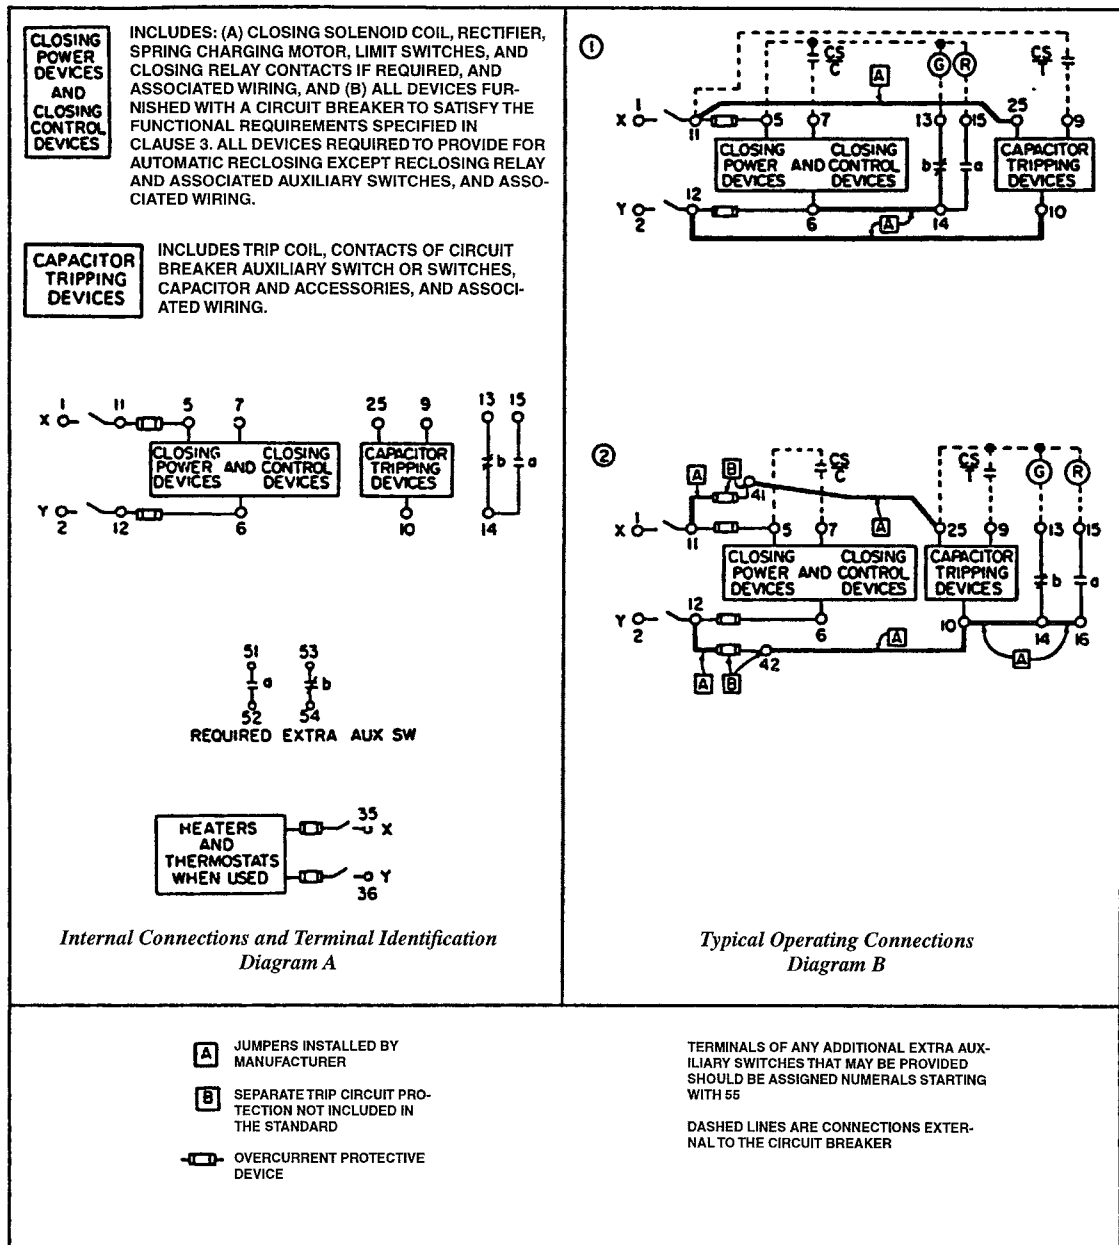 CLOSING
POWER
DEVICES
AND
CLOSING
CONTROL
DEVICES
INCLUDES: (A) CLOSING SOLENOID COIL, RECTIFIER,
SPRING CHARGING MOTOR, LIMIT SWITCHES, AND
CLOSING RELAY CONTACTS IF REQUIRED, AND
ASSOCIATED WIRING, AND (B) ALL DEVICES FUR-
NISHED WITH A CIRCUIT BREAKER TO SATISFY THE
FUNCTIONAL REQUIREMENTS SPECIFIED IN
CLAUSE 3. ALL DEVICES REQUIRED TO PROVIDE FOR
AUTOMATIC RECLOSING EXCEPT RECLOSING RELAY
AND ASSOCIATED AUXILIARY SWITCHES, AND ASSO-
CIATED WIRING.
CAPACITOR
TRIPPING
DEVICES
INCLUDES TRIP COIL, CONTACTS OF CIRCUIT
BREAKER AUXILIARY SWITCH OR SWITCHES,
CAPACITOR AND ACCESSORIES, AND ASSOCI-
ATED WIRING.
1 11 5 7 25 9 13 15
X
CLOSING CLOSING
POWER AND CONTROL
DEVICES DEVICES
CAPACITOR
TRIPPING
DEVICES
b a
Y
2 12 6 10 14
51 53
a b
52 54
REQUIRED EXTRA AUX SW
HEATERS
AND
THERMOSTATS
WHEN USED
35
X
Y
36
Internal Connections and Terminal Identification
Diagram A
1
CS
C
G R
CS
T
A
1 11 5 7 13 15 25 9
X
CLOSING CLOSING
POWER AND CONTROL
DEVICES DEVICES
b a
CAPACITOR
TRIPPING
DEVICES
12
Y
2 6 A 14 10
2
A B
41
CS
C
CS
T
G R
A
1
X
11 5 7 25 9 13 15
CLOSING CLOSING
POWER AND CONTROL
DEVICES DEVICES
CAPACITOR
TRIPPING
DEVICES
b a
12
Y
2 6 10 14 16
42
A B A A
Typical Operating Connections
Diagram B
A JUMPERS INSTALLED BY
MANUFACTURER
B SEPARATE TRIP CIRCUIT PRO-
TECTION NOT INCLUDED IN
THE STANDARD
OVERCURRENT PROTECTIVE
DEVICE
TERMINALS OF ANY ADDITIONAL EXTRA AUX-
ILIARY SWITCHES THAT MAY BE PROVIDED
SHOULD BE ASSIGNED NUMERALS STARTING
WITH 55
DASHED LINES ARE CONNECTIONS EXTER-
NAL TO THE CIRCUIT BREAKER